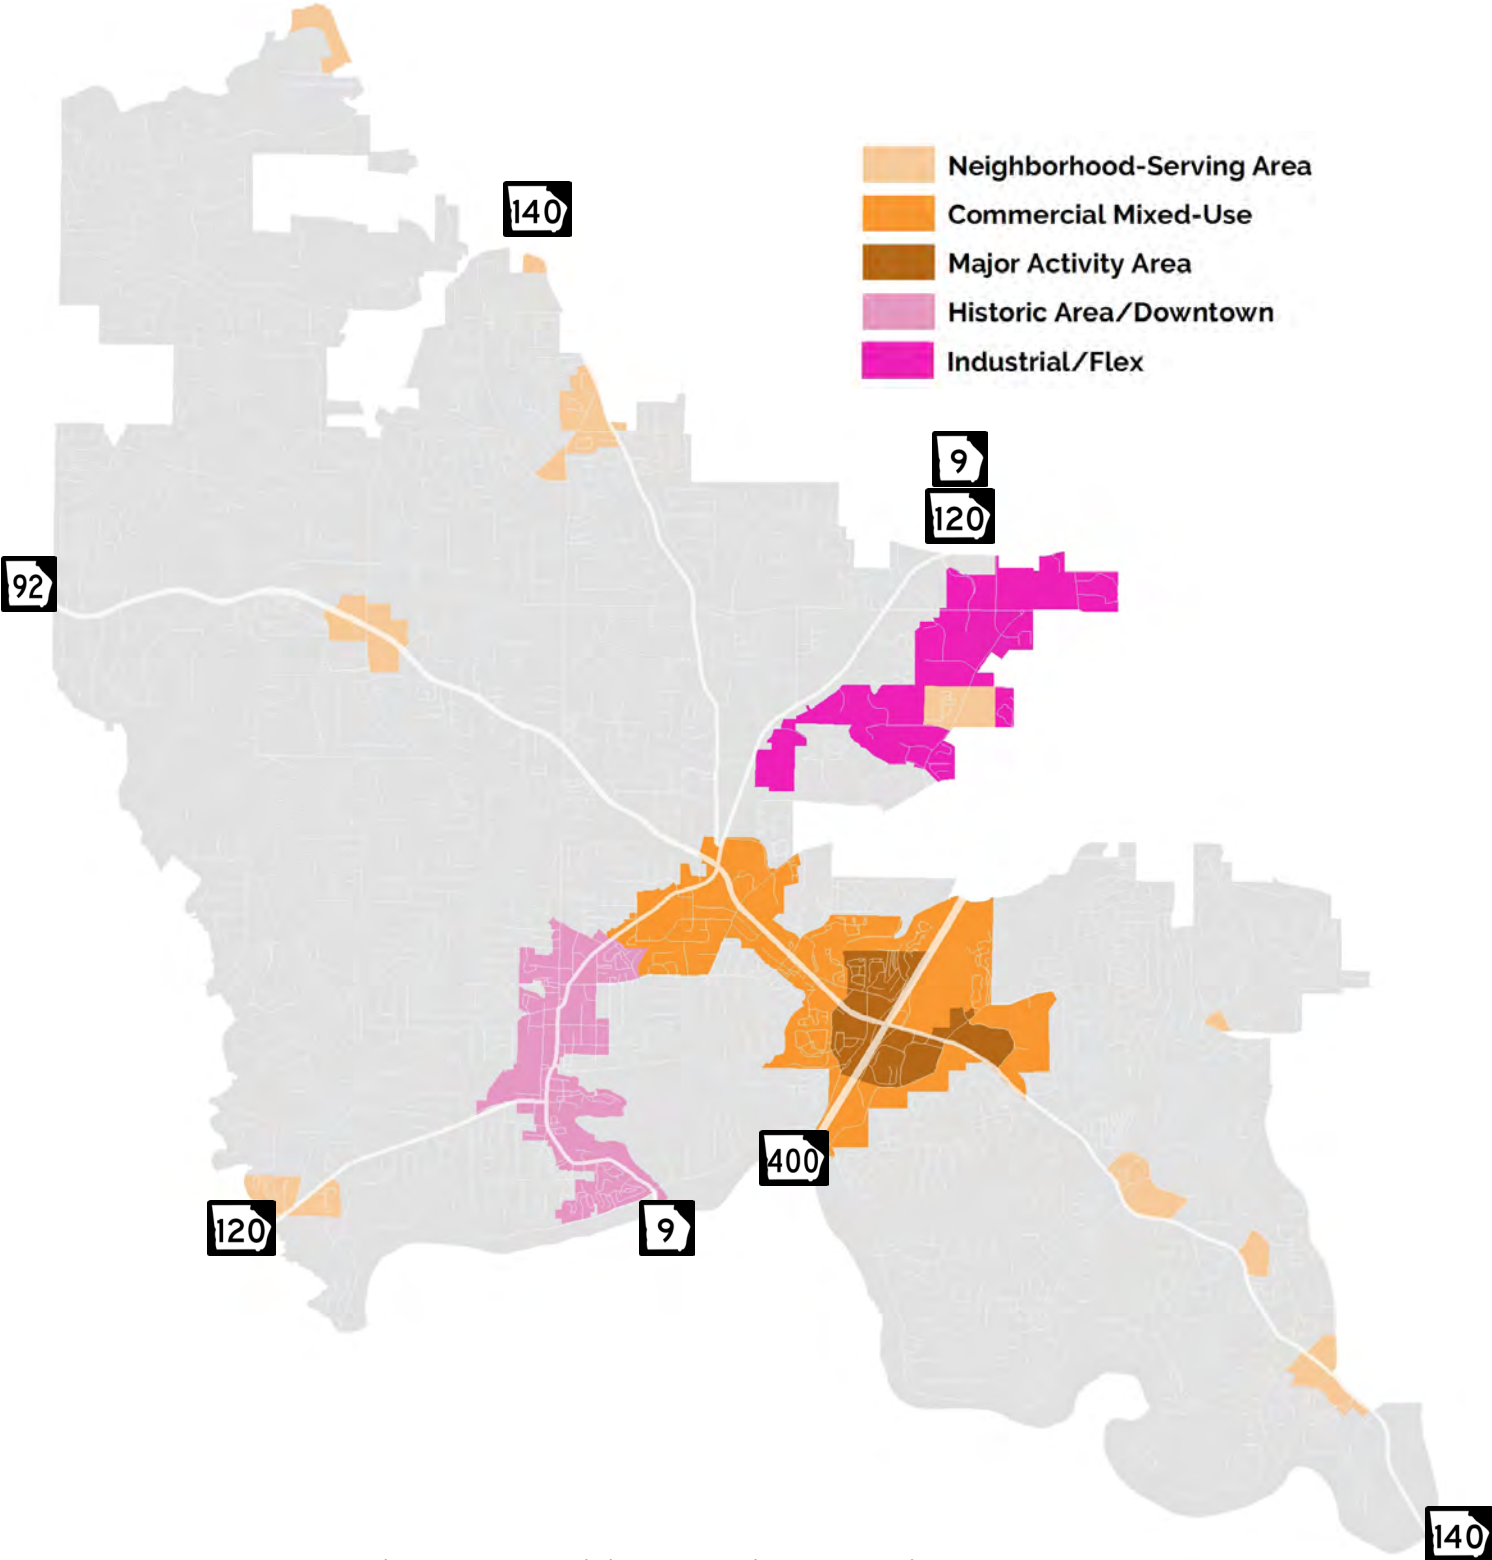 140
Neighborhood-Serving Area
Commercial Mixed-Use
Major Activity Area
Historic Area/Downtown
Industrial/Flex
9
120
92
400
120
9
140